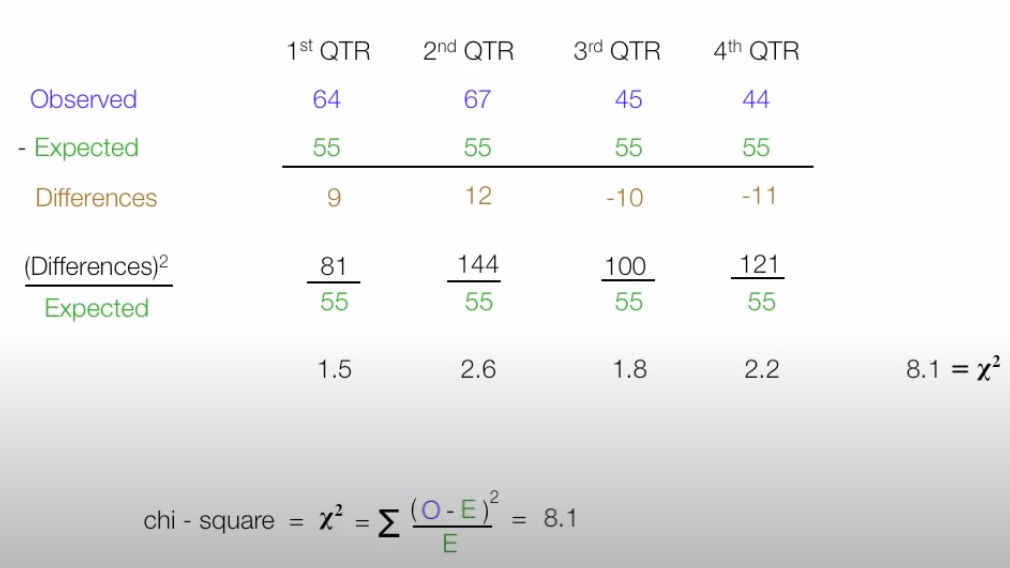 1st QTR 2nd QTR 3rd QTR 4th QTR
Observed 64 67 45 44
- Expected 55 55 55 55
Differences 9 12 -10 -11
(Differences)² 81 144 100 121
Expected 55 55 55 55
1.5 2.6 1.8 2.2 8.1 = χ²
chi - square = χ² = Σ (O - E)² / E = 8.1